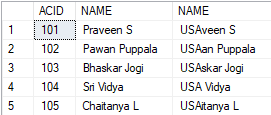 ACID NAME NAME
1 101 Praveen S USAveen S
2 102 Pawan Puppala USAan Puppala
3 103 Bhaskar Jogi USAskar Jogi
4 104 Sri Vidya USA Vidya
5 105 Chaitanya L USAitanya L